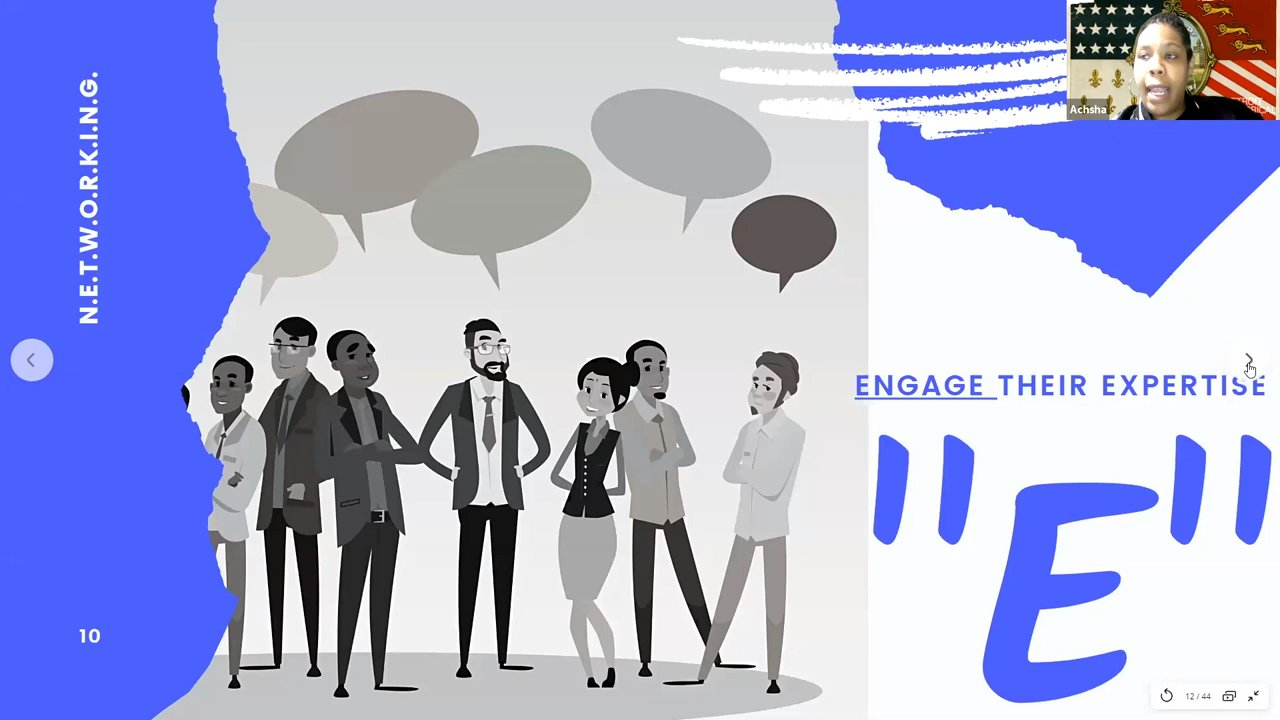 N.E.T.W.O.R.K.I.N.G.
Achsha
ENGAGE THEIR EXPERTISE
"E"
10
12 / 44